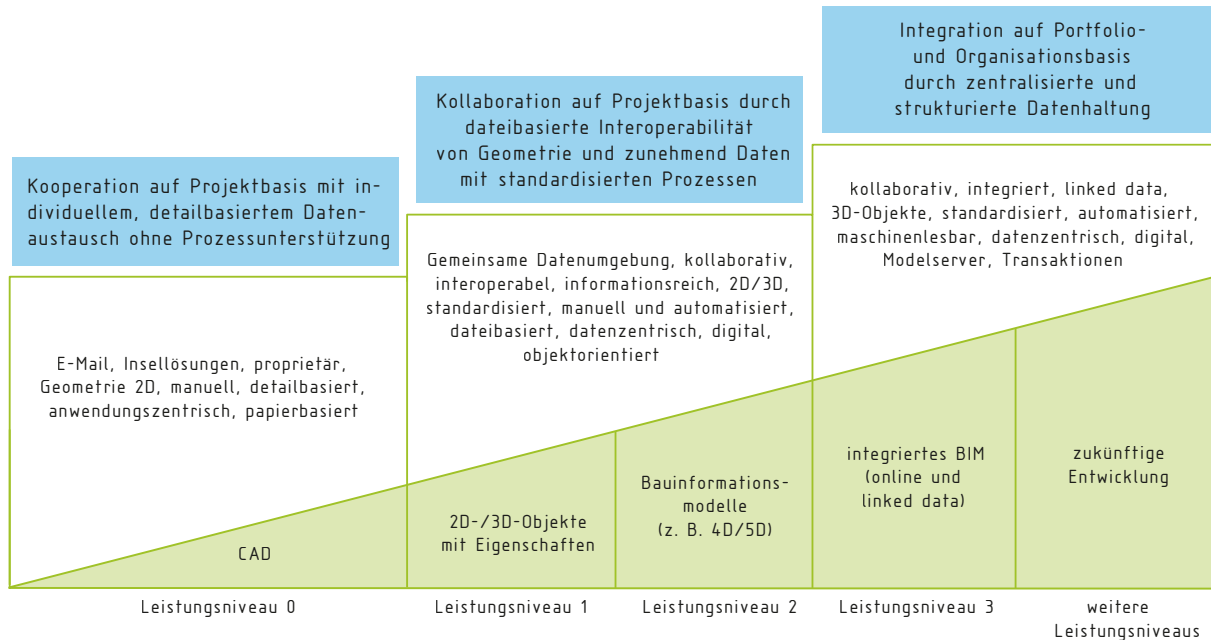 Kooperation auf Projektbasis mit in-
dividuellem, detailbasiertem Daten-
austausch ohne Prozessunterstützung
E-Mail, Insellösungen, proprietär,
Geometrie 2D, manuell, detailbasiert,
anwendungszentrisch, papierbasiert
CAD
Leistungsniveau 0
Kollaboration auf Projektbasis durch
dateibasierte Interoperabilität
von Geometrie und zunehmend Daten
mit standardisierten Prozessen
Gemeinsame Datenumgebung, kollaborativ,
interoperabel, informationsreich, 2D/3D,
standardisiert, manuell und automatisiert,
dateibasiert, datenzentrisch, digital,
objektorientiert
2D-/3D-Objekte
mit Eigenschaften
Leistungsniveau 1
Bauinformations-
modelle
(z. B. 4D/5D)
Leistungsniveau 2
Integration auf Portfolio-
und Organisationsbasis
durch zentralisierte und
strukturierte Datenhaltung
kollaborativ, integriert, linked data,
3D-Objekte, standardisiert, automatisiert,
maschinenlesbar, datenzentrisch, digital,
Modelserver, Transaktionen
integriertes BIM
(online und
linked data)
Leistungsniveau 3
zukünftige
Entwicklung
weitere
Leistungsniveaus